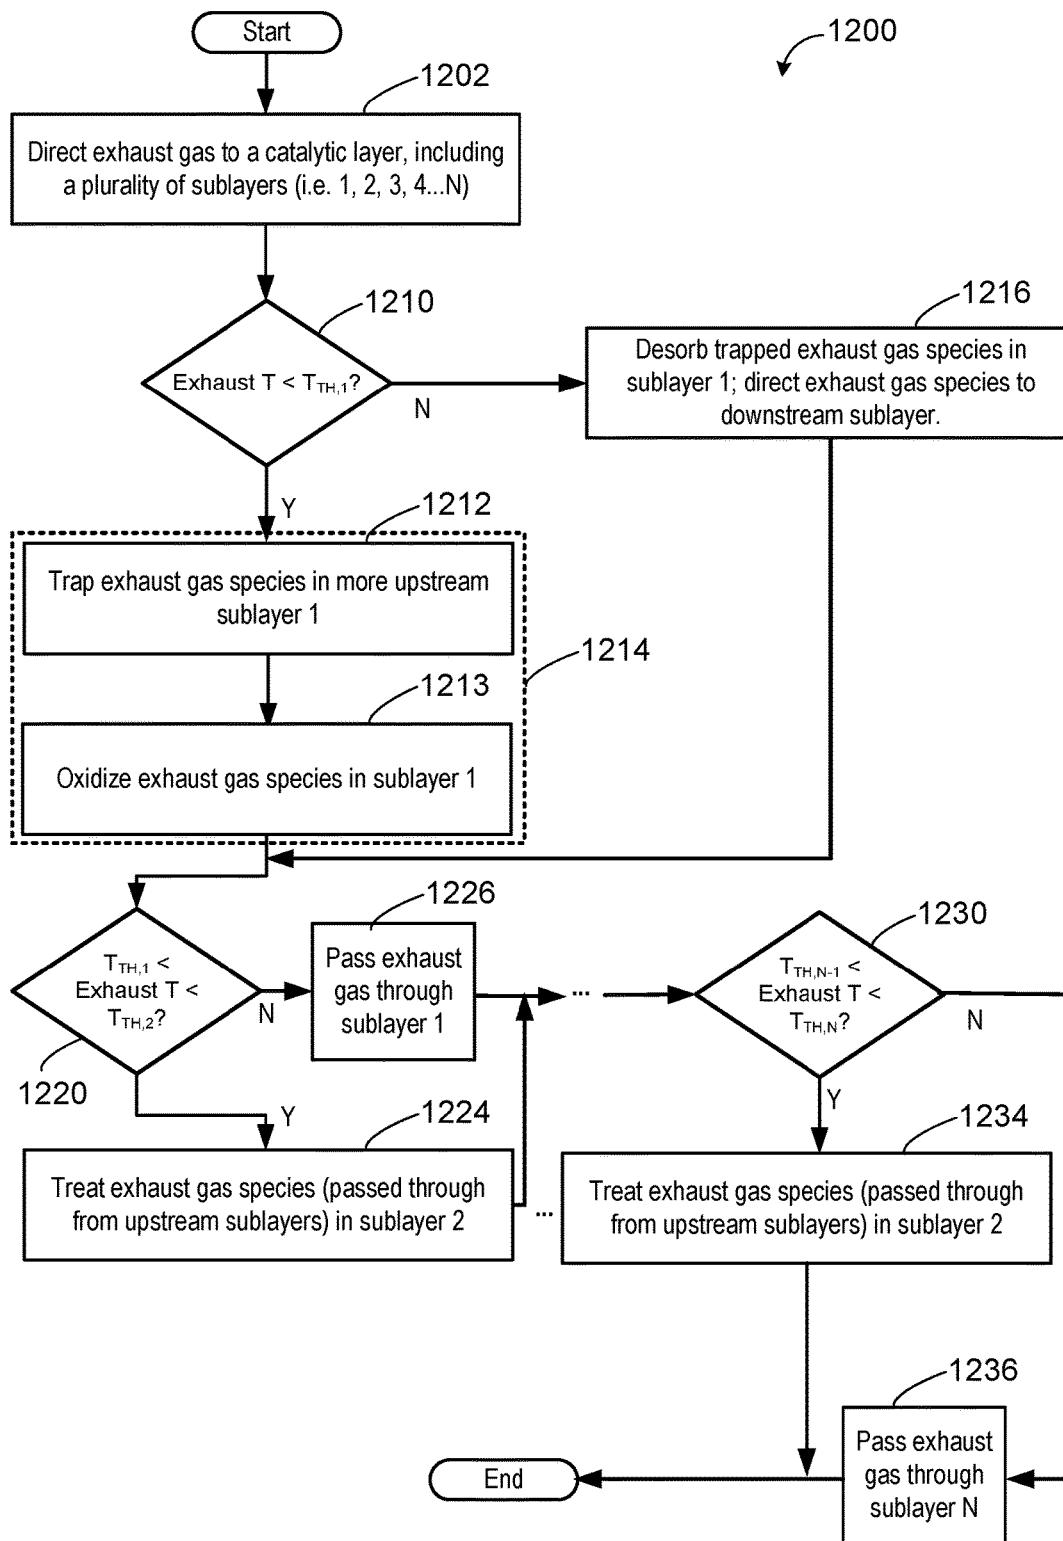 Start
1200
1202
Direct exhaust gas to a catalytic layer, including
a plurality of sublayers (i.e. 1, 2, 3, 4...N)
1210
Exhaust T < TTH,1?
N
Y
1216
Desorb trapped exhaust gas species in
sublayer 1; direct exhaust gas species to
downstream sublayer.
1212
Trap exhaust gas species in more upstream
sublayer 1
1214
1213
Oxidize exhaust gas species in sublayer 1
TTH,1 <
Exhaust T <
TTH,2?
1220
N
Y
1226
Pass exhaust
gas through
sublayer 1
...
1230
TTH,N-1 <
Exhaust T <
TTH,N?
N
Y
1224
Treat exhaust gas species (passed through
from upstream sublayers) in sublayer 2
...
1234
Treat exhaust gas species (passed through
from upstream sublayers) in sublayer 2
1236
Pass exhaust
gas through
sublayer N
End